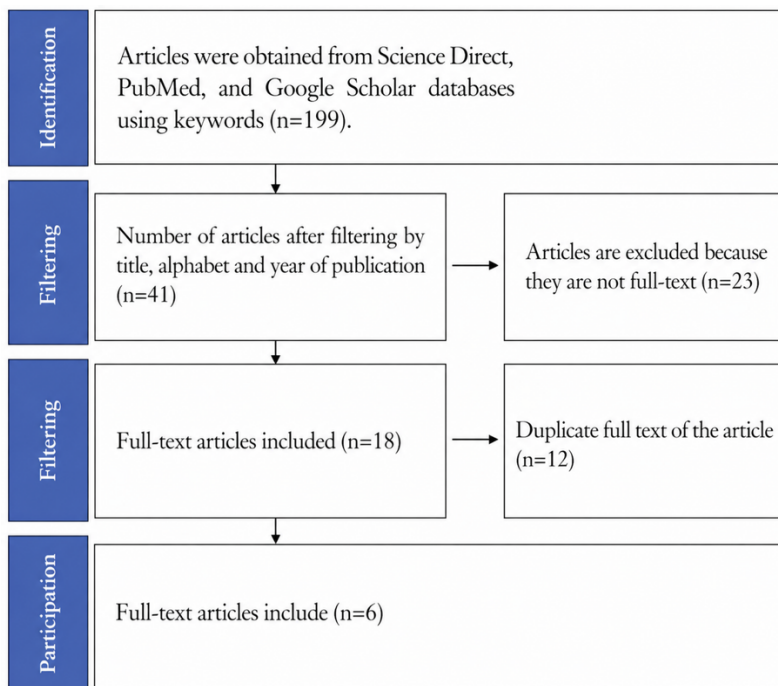 Identification
Articles were obtained from Science Direct,
PubMed, and Google Scholar databases
using keywords (n=199).
Filtering
Number of articles after filtering by
title, alphabet and year of publication
(n=41)
Articles are excluded because
they are not full-text (n=23)
Filtering
Full-text articles included (n=18)
Duplicate full text of the article
(n=12)
Participation
Full-text articles include (n=6)